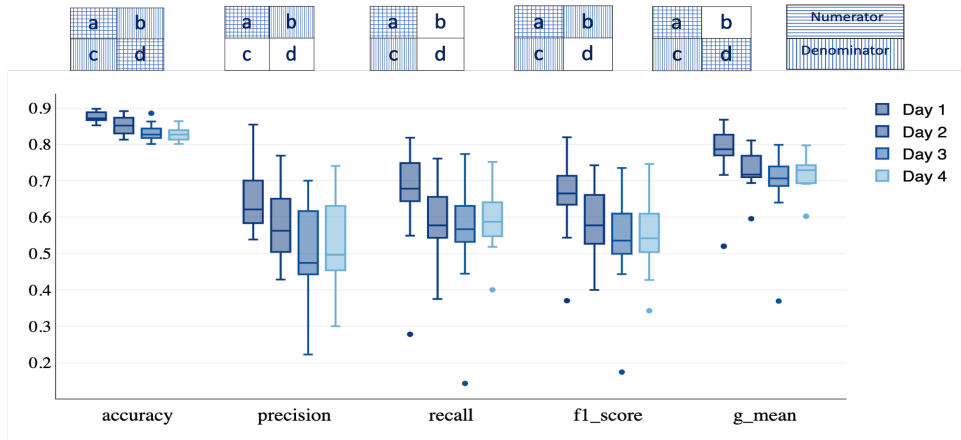 a b
c d
a b
c d
a b
c d
a b
c d
a b
c d
Numerator
Denominator
0.9
0.8
0.7
0.6
0.5
0.4
0.3
0.2
Day 1
Day 2
Day 3
Day 4
accuracy precision recall f1_score g_mean